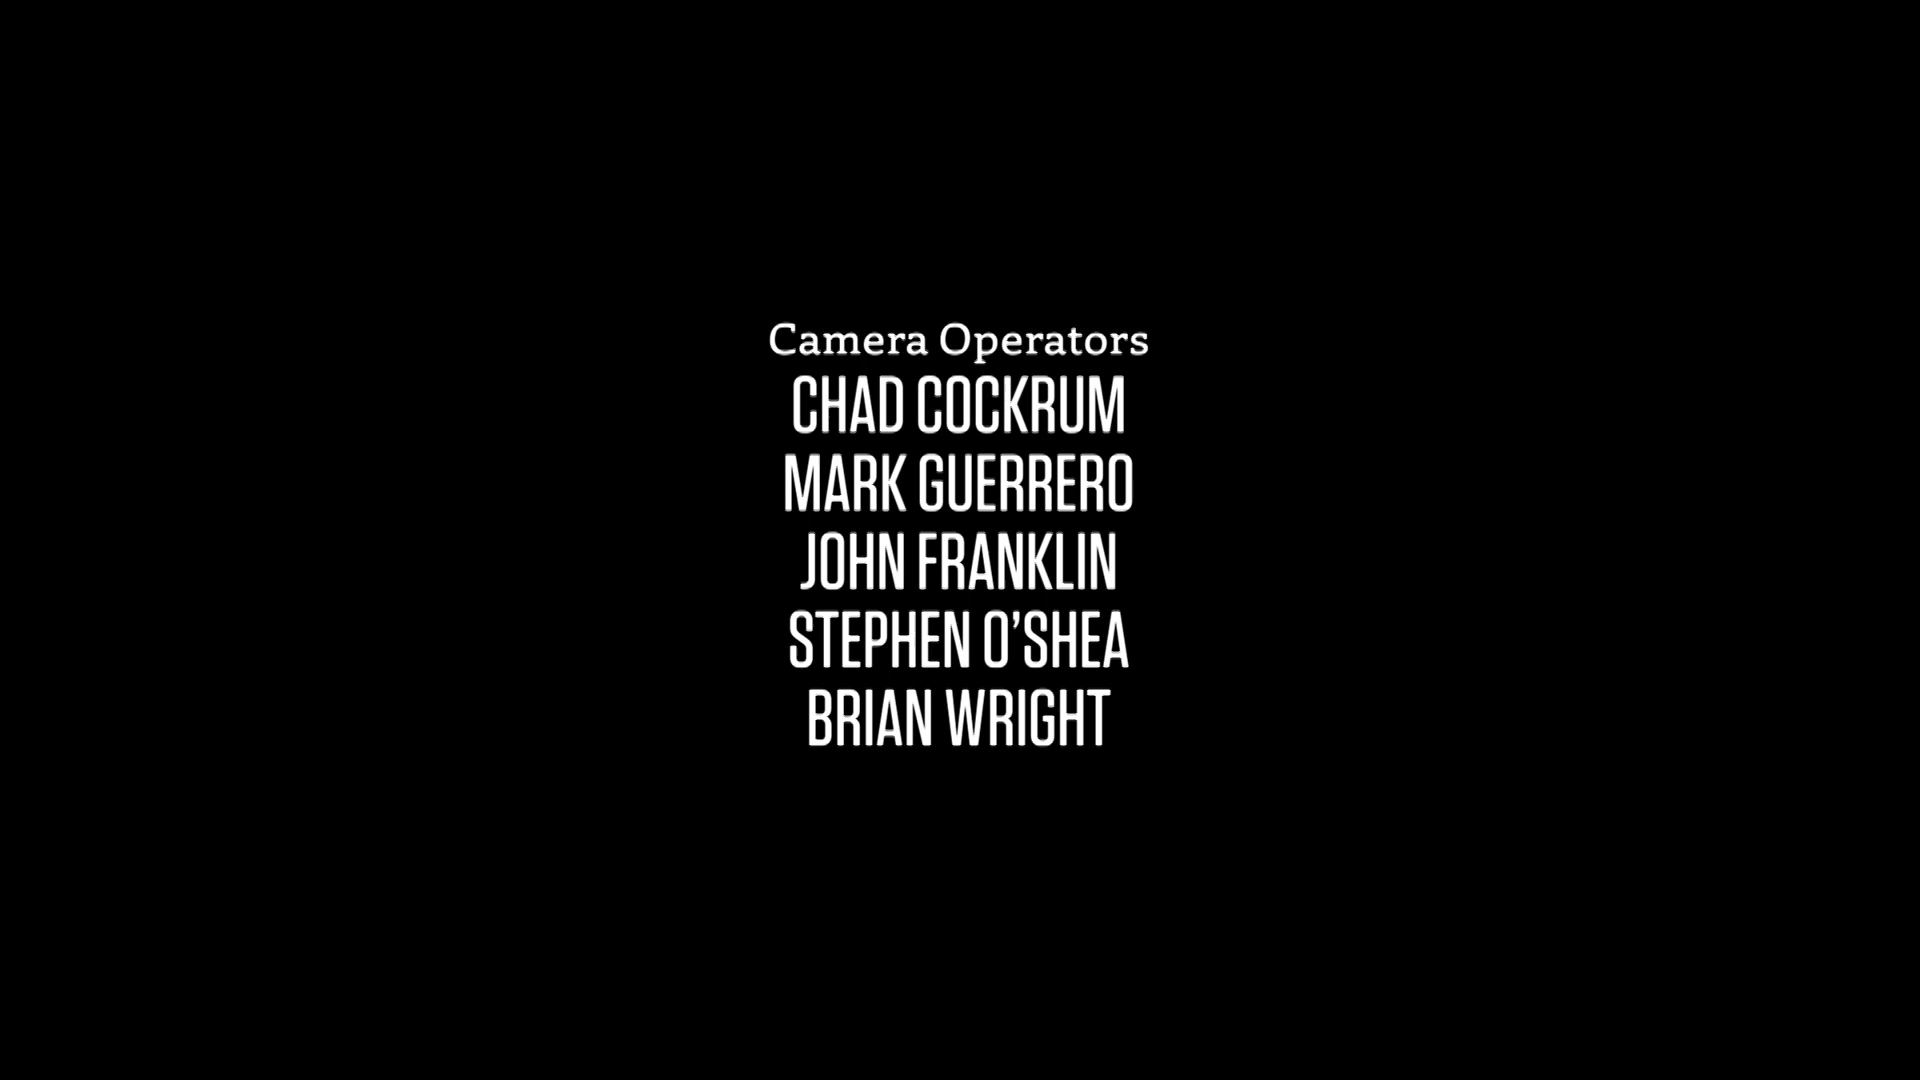 Camera Operators
CHAD COCKRUM
MARK GUERRERO
JOHN FRANKLIN
STEPHEN O’SHEA
BRIAN WRIGHT